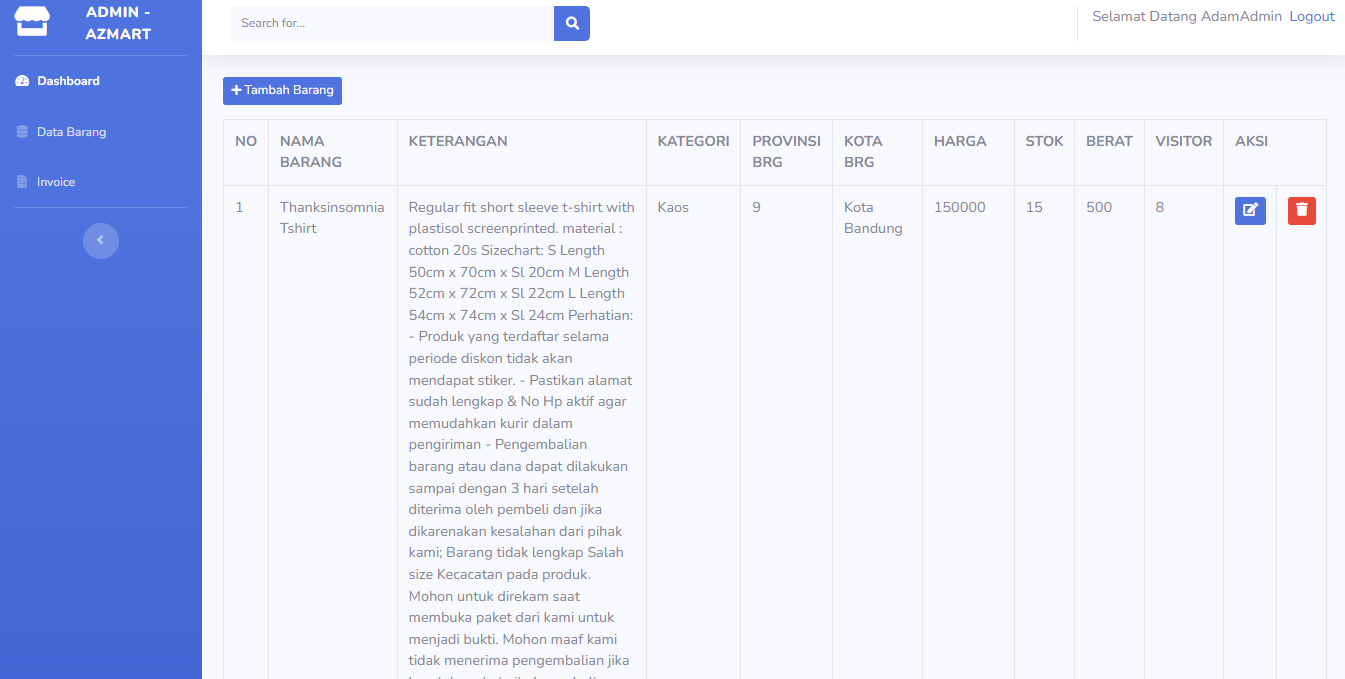 ADMIN -
AZMART
Search for...
Selamat Datang AdamAdmin Logout
Dashboard
Data Barang
Invoice
Tambah Barang
NO
NAMA
BARANG
KETERANGAN
KATEGORI
PROVINSI
BRG
KOTA
BRG
HARGA
STOK
BERAT
VISITOR
AKSI
1
Thanksinsomnia
Tshirt
Regular fit short sleeve t-shirt with
plastisol screenprinted. material :
cotton 20s Sizechart: S Length
50cm x 70cm x Sl 20cm M Length
52cm x 72cm x Sl 22cm L Length
54cm x 74cm x Sl 24cm Perhatian:
- Produk yang terdaftar selama
periode diskon tidak akan
mendapat stiker. - Pastikan alamat
sudah lengkap & No Hp aktif agar
memudahkan kurir dalam
pengiriman - Pengembalian
barang atau dana dapat dilakukan
sampai dengan 3 hari setelah
diterima oleh pembeli dan jika
dikarenakan kesalahan dari pihak
kami; Barang tidak lengkap Salah
size Kecacatan pada produk.
Mohon untuk direkam saat
membuka paket dari kami untuk
menjadi bukti. Mohon maaf kami
tidak menerima pengembalian jika
Kaos
9
Kota
Bandung
150000
15
500
8